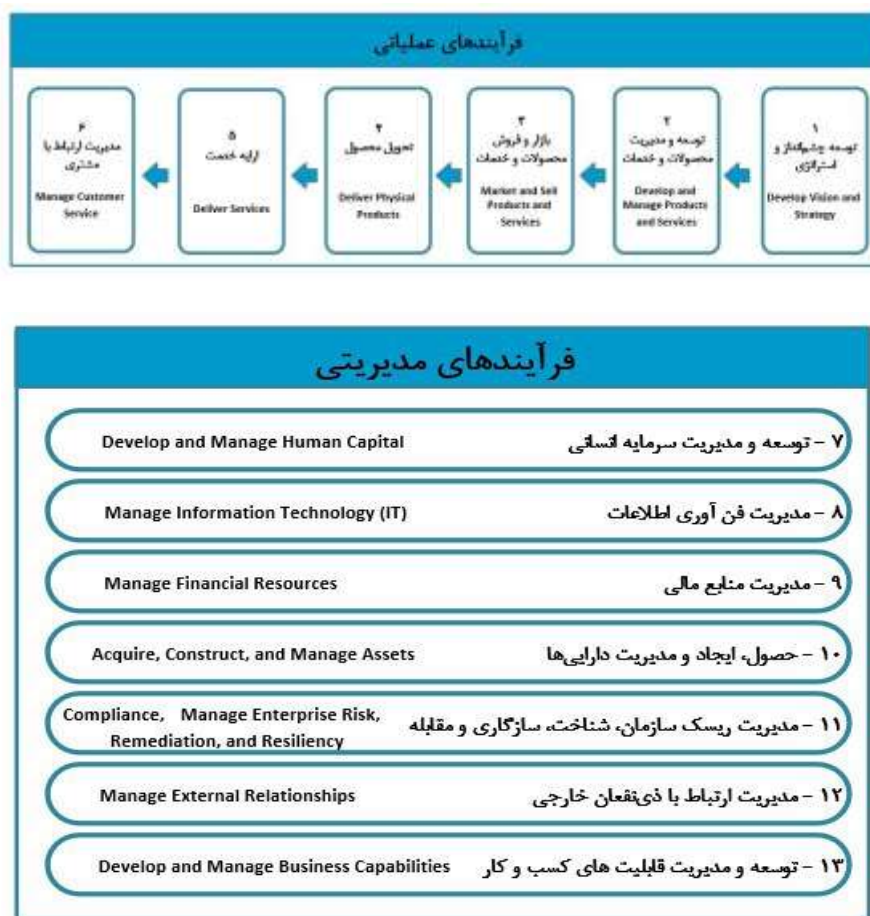 فرآیندهای عملیاتی
۱
توسعه چشم‌انداز و
استراتژی
Develop Vision and
Strategy
۲
توسعه و مدیریت
محصولات و خدمات
Develop and
Manage Products
and Services
۳
بازار و فروش
محصولات و خدمات
Market and Sell
Products and
Services
۴
تحویل محصول
Deliver Physical
Products
۵
ارایه خدمت
Deliver Services
۶
مدیریت ارتباط با
مشتری
Manage Customer
Service
فرآیندهای مدیریتی
۷ – توسعه و مدیریت سرمایه انسانی Develop and Manage Human Capital
۸ – مدیریت فن آوری اطلاعات Manage Information Technology (IT)
۹ – مدیریت منابع مالی Manage Financial Resources
۱۰ – حصول، ایجاد و مدیریت دارایی‌ها Acquire, Construct, and Manage Assets
۱۱ – مدیریت ریسک سازمان، شناخت، سازگاری و مقابله Compliance, Manage Enterprise Risk,
Remediation, and Resiliency
۱۲ – مدیریت ارتباط با ذی‌نفعان خارجی Manage External Relationships
۱۳ – توسعه و مدیریت قابلیت های کسب و کار Develop and Manage Business Capabilities